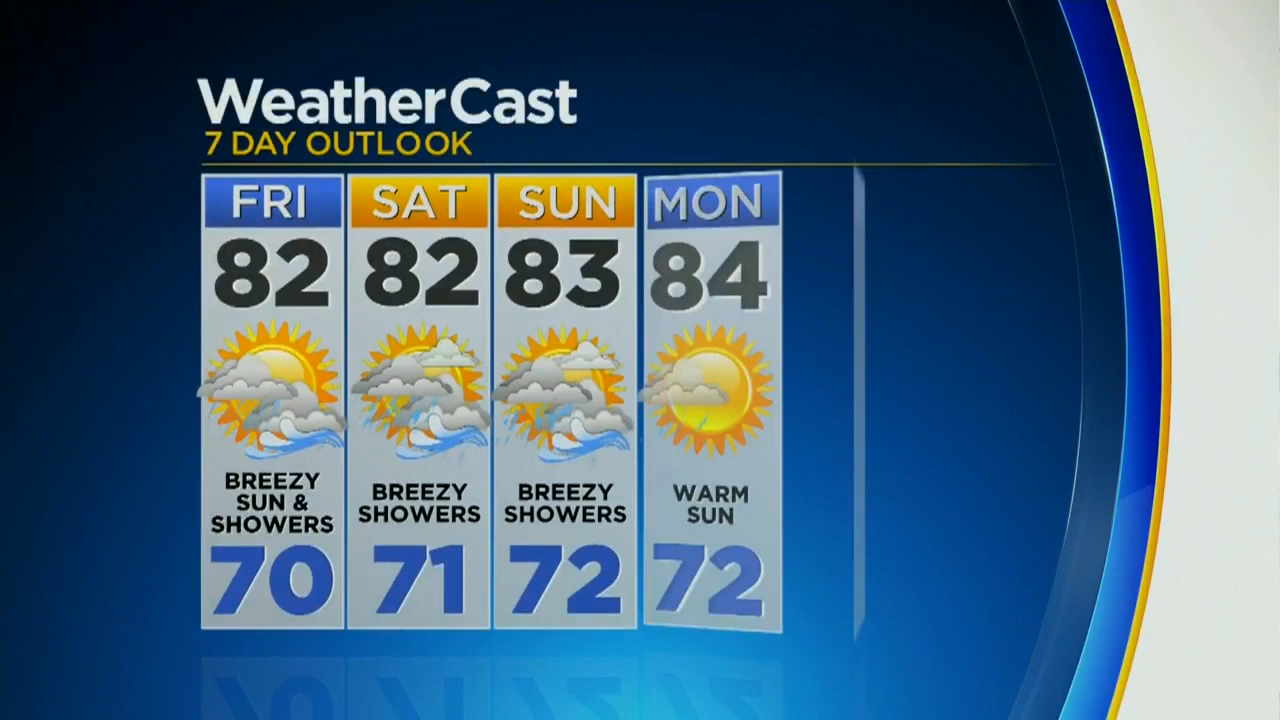 WeatherCast
7 DAY OUTLOOK
FRI
82
BREEZY
SUN &
SHOWERS
70
SAT
82
BREEZY
SHOWERS
71
SUN
83
BREEZY
SHOWERS
72
MON
84
WARM
SUN
72